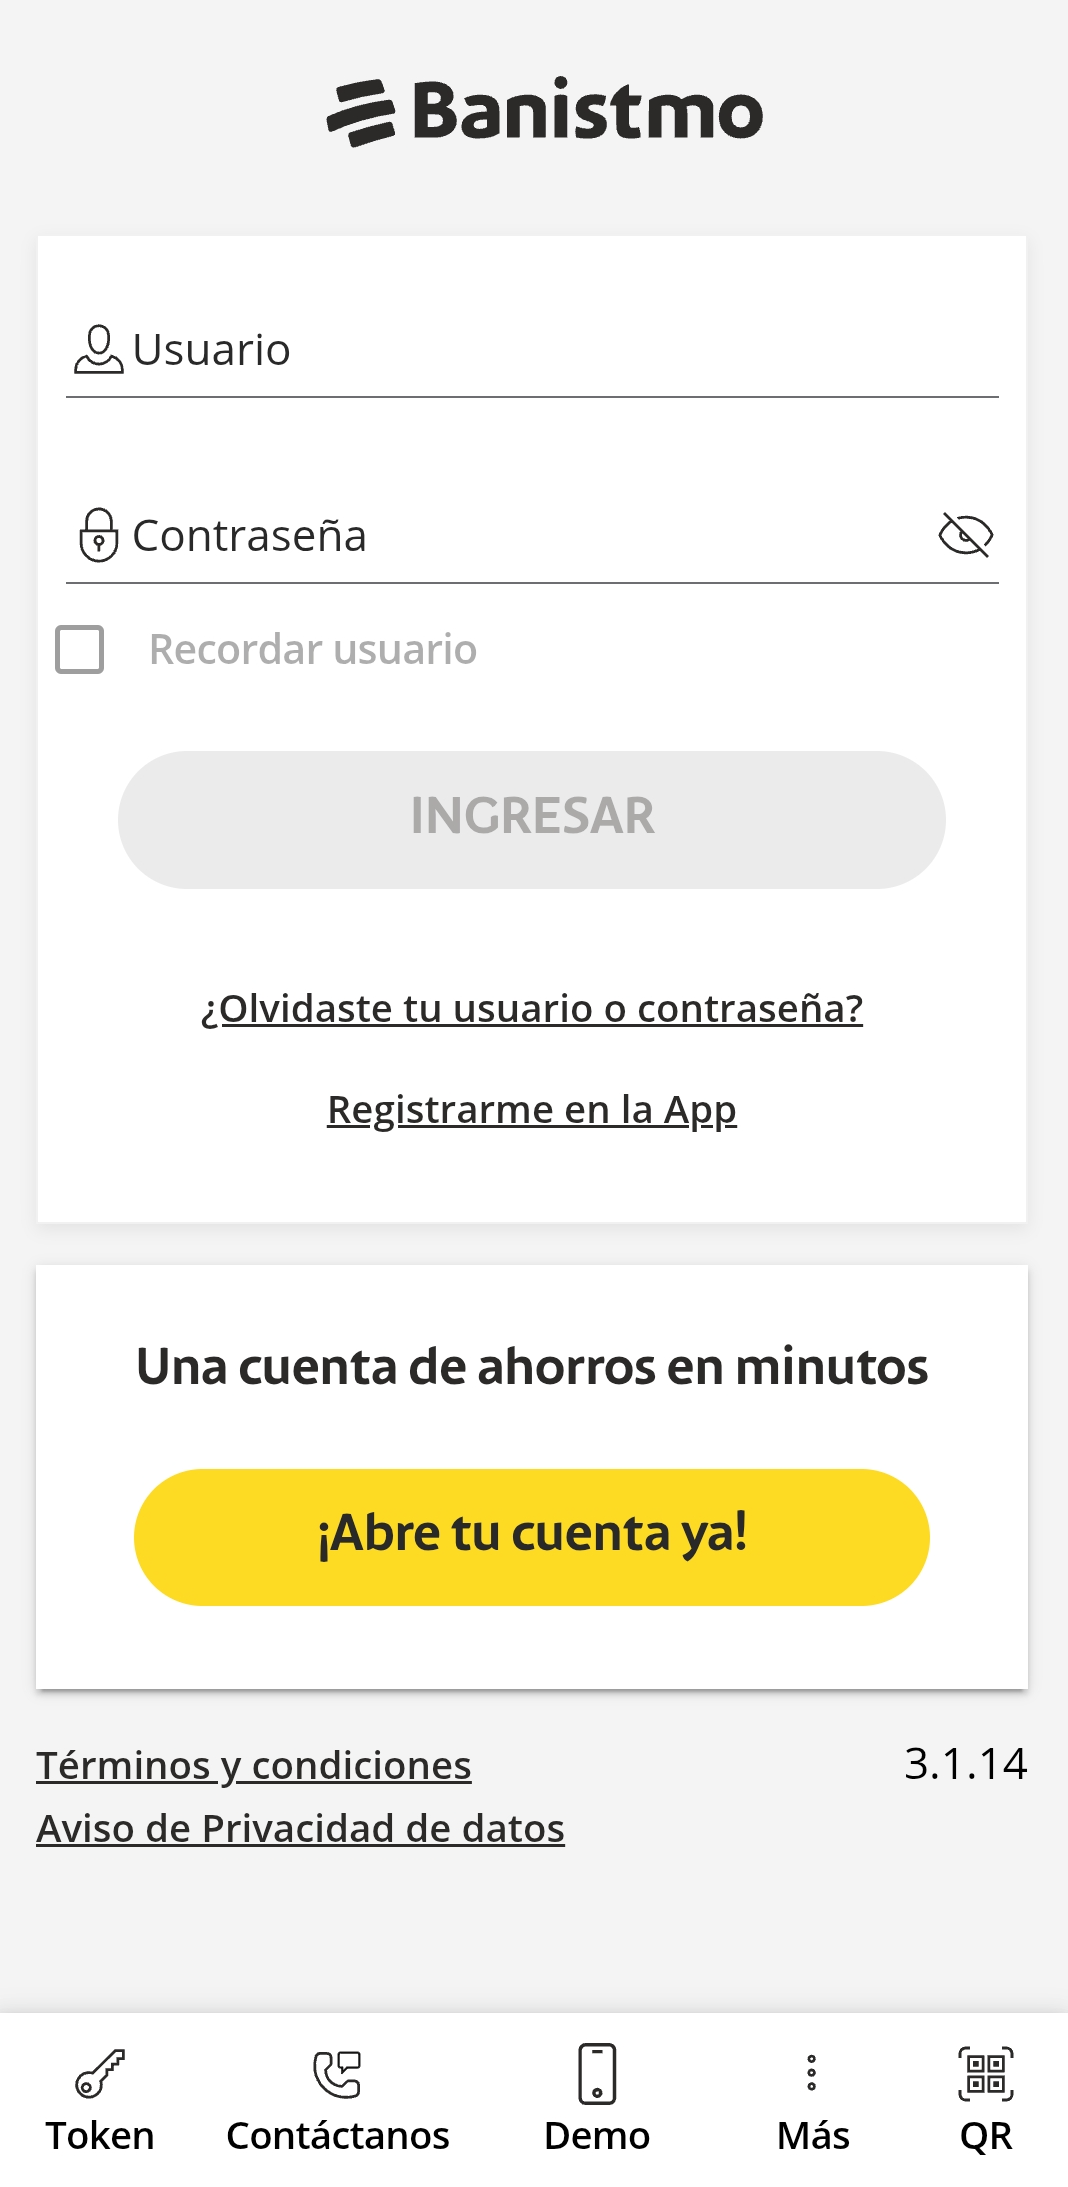 Banistmo
Usuario
Contraseña
Recordar usuario
INGRESAR
¿Olvidaste tu usuario o contraseña?
Registrarme en la App
Una cuenta de ahorros en minutos
¡Abre tu cuenta ya!
Términos y condiciones
3.1.14
Aviso de Privacidad de datos
Token
Contáctanos
Demo
Más
QR